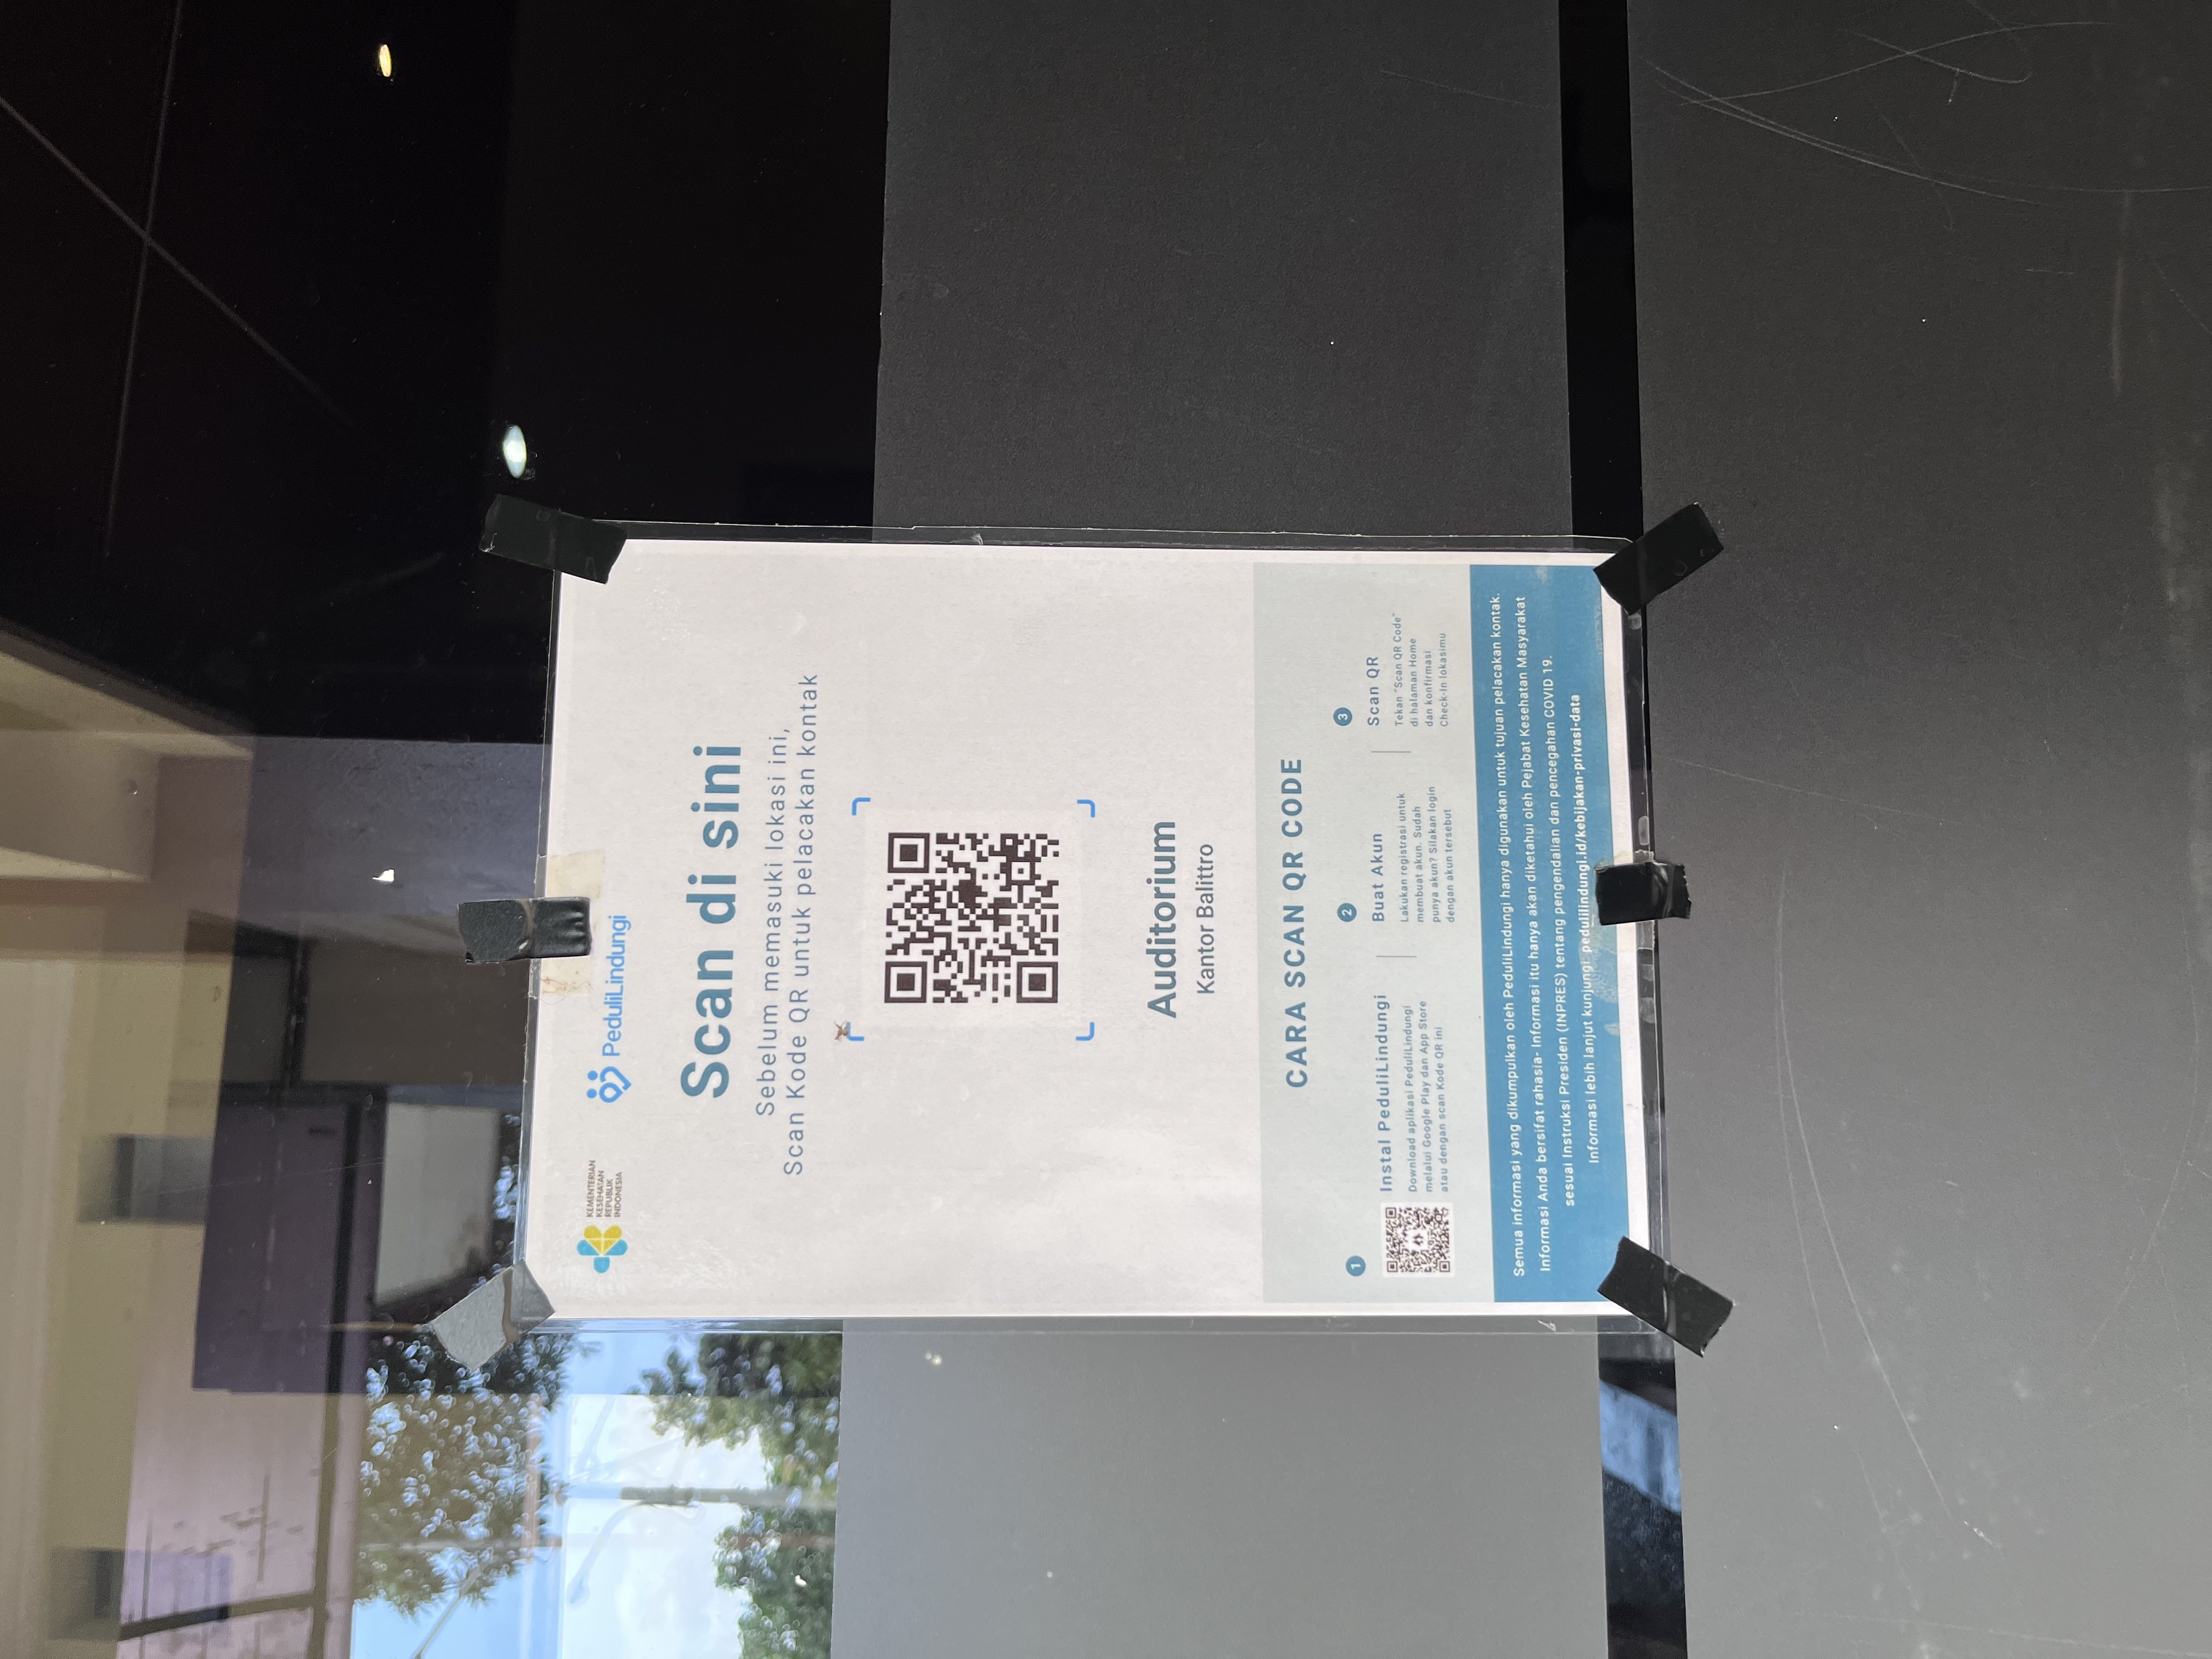 KEMENTERIAN
KESEHATAN
REPUBLIK
INDONESIA
PeduliLindungi
Scan di sini
Sebelum memasuki lokasi ini,
Scan Kode QR untuk pelacakan kontak
Auditorium
Kantor Balittro
CARA SCAN QR CODE
1
Instal PeduliLindungi
Download aplikasi PeduliLindungi
melalui Google Play dan App Store
atau dengan scan Kode QR ini
2
Buat Akun
Lakukan registrasi untuk
membuat akun. Sudah
punya akun? Silakan login
dengan akun tersebut
3
Scan QR
Tekan "Scan QR Code"
di halaman Home
dan konfirmasi
Check-In lokasimu
Semua informasi yang dikumpulkan oleh PeduliLindungi hanya digunakan untuk tujuan pelacakan kontak.
Informasi Anda bersifat rahasia- Informasi itu hanya akan diketahui oleh Pejabat Kesehatan Masyarakat
sesuai Instruksi Presiden (INPRES) tentang pengendalian dan pencegahan COVID 19.
Informasi lebih lanjut kunjungi: pedulilindungi.id/kebijakan-privasi-data